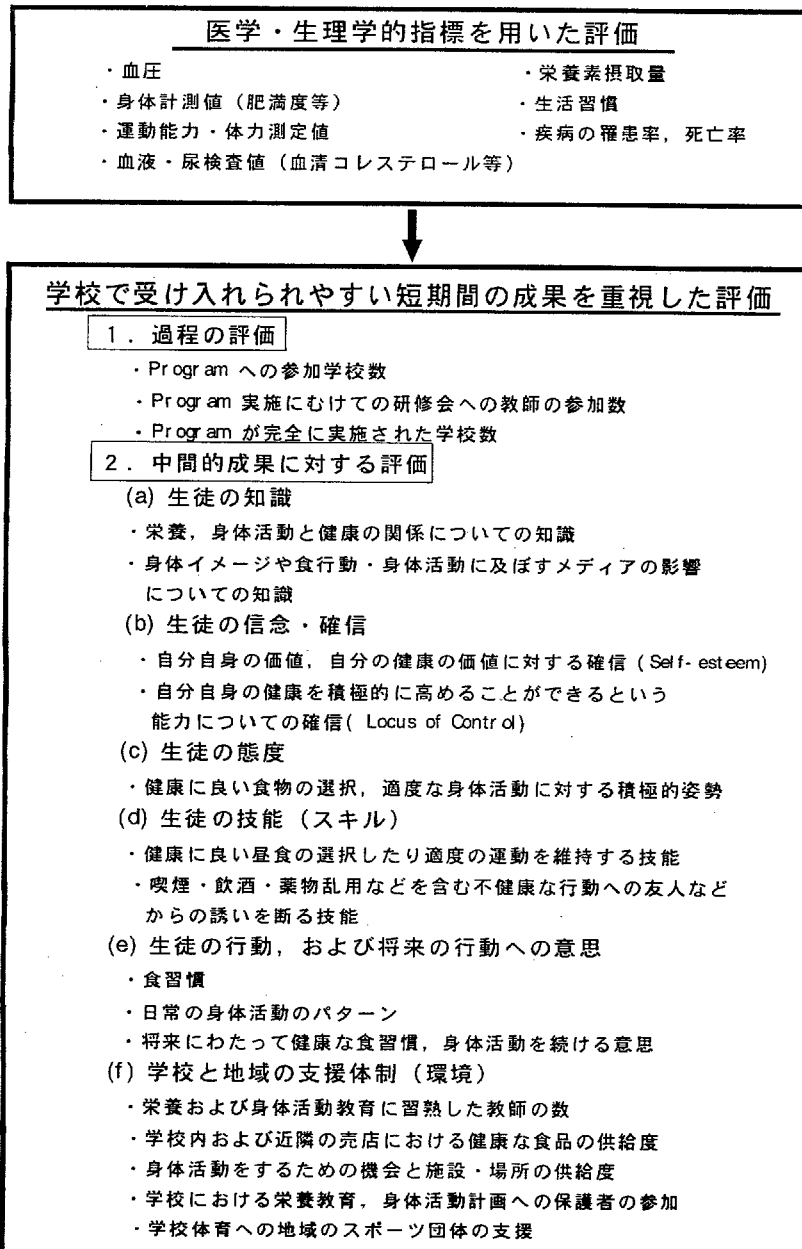 医学・生理学的指標を用いた評価
・血圧
・栄養素摂取量
・身体計測値（肥満度等）
・生活習慣
・運動能力・体力測定値
・疾病の罹患率，死亡率
・血液・尿検査値（血清コレステロール等）
学校で受け入れられやすい短期間の成果を重視した評価
1．過程の評価
・Program への参加学校数
・Program 実施にむけての研修会への教師の参加数
・Program が完全に実施された学校数
2．中間的成果に対する評価
(a) 生徒の知識
・栄養，身体活動と健康の関係についての知識
・身体イメージや食行動・身体活動に及ぼすメディアの影響
についての知識
(b) 生徒の信念・確信
・自分自身の価値，自分の健康の価値に対する確信 (Self-esteem)
・自分自身の健康を積極的に高めることができるという
能力についての確信( Locus of Control)
(c) 生徒の態度
・健康に良い食物の選択，適度な身体活動に対する積極的姿勢
(d) 生徒の技能（スキル）
・健康に良い昼食の選択したり適度の運動を維持する技能
・喫煙・飲酒・薬物乱用などを含む不健康な行動への友人など
からの誘いを断る技能
(e) 生徒の行動，および将来の行動への意思
・食習慣
・日常の身体活動のパターン
・将来にわたって健康な食習慣，身体活動を続ける意思
(f) 学校と地域の支援体制（環境）
・栄養および身体活動教育に習熟した教師の数
・学校内および近隣の売店における健康な食品の供給度
・身体活動をするための機会と施設・場所の供給度
・学校における栄養教育，身体活動計画への保護者の参加
・学校体育への地域のスポーツ団体の支援